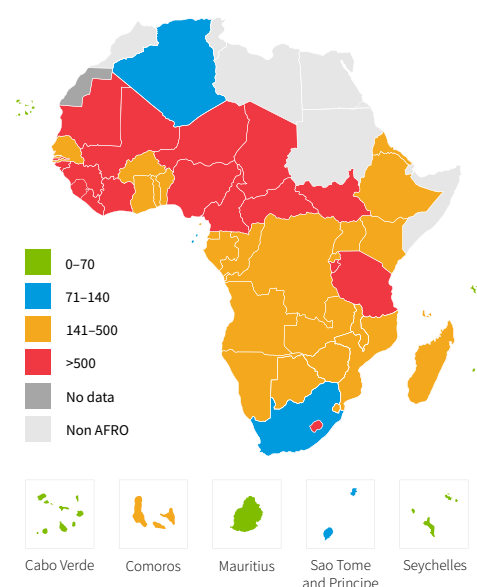 0–70
71–140
141–500
>500
No data
Non AFRO
Cabo Verde
Comoros
Mauritius
Sao Tome
and Principe
Seychelles